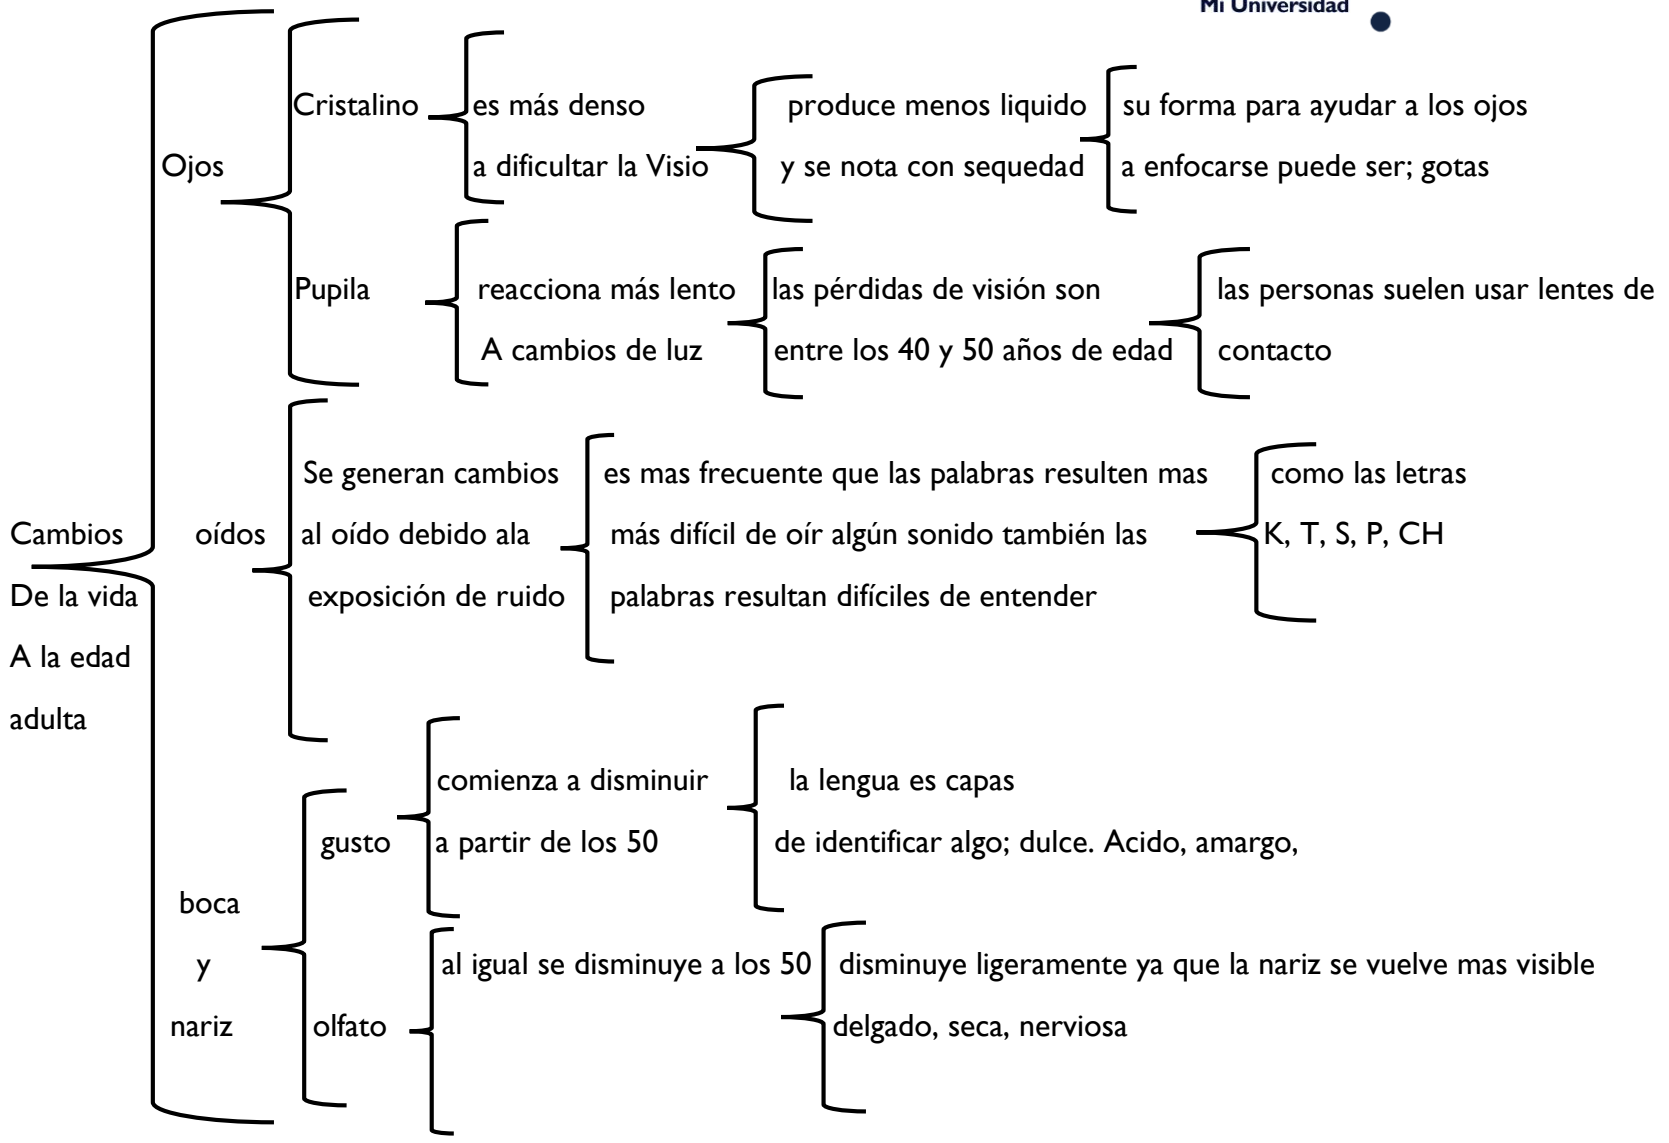 Mi Universidad
Cristalino
es más denso
a dificultar la Visio
produce menos liquido
y se nota con sequedad
su forma para ayudar a los ojos
a enfocarse puede ser; gotas
Ojos
Pupila
reacciona más lento
A cambios de luz
las pérdidas de visión son
entre los 40 y 50 años de edad
las personas suelen usar lentes de
contacto
Cambios
De la vida
A la edad
adulta
oídos
Se generan cambios
al oído debido ala
exposición de ruido
es mas frecuente que las palabras resulten mas
más difícil de oír algún sonido también las
palabras resultan difíciles de entender
como las letras
K, T, S, P, CH
boca
y
nariz
gusto
comienza a disminuir
a partir de los 50
la lengua es capas
de identificar algo; dulce. Acido, amargo,
olfato
al igual se disminuye a los 50
disminuye ligeramente ya que la nariz se vuelve mas visible
delgado, seca, nerviosa